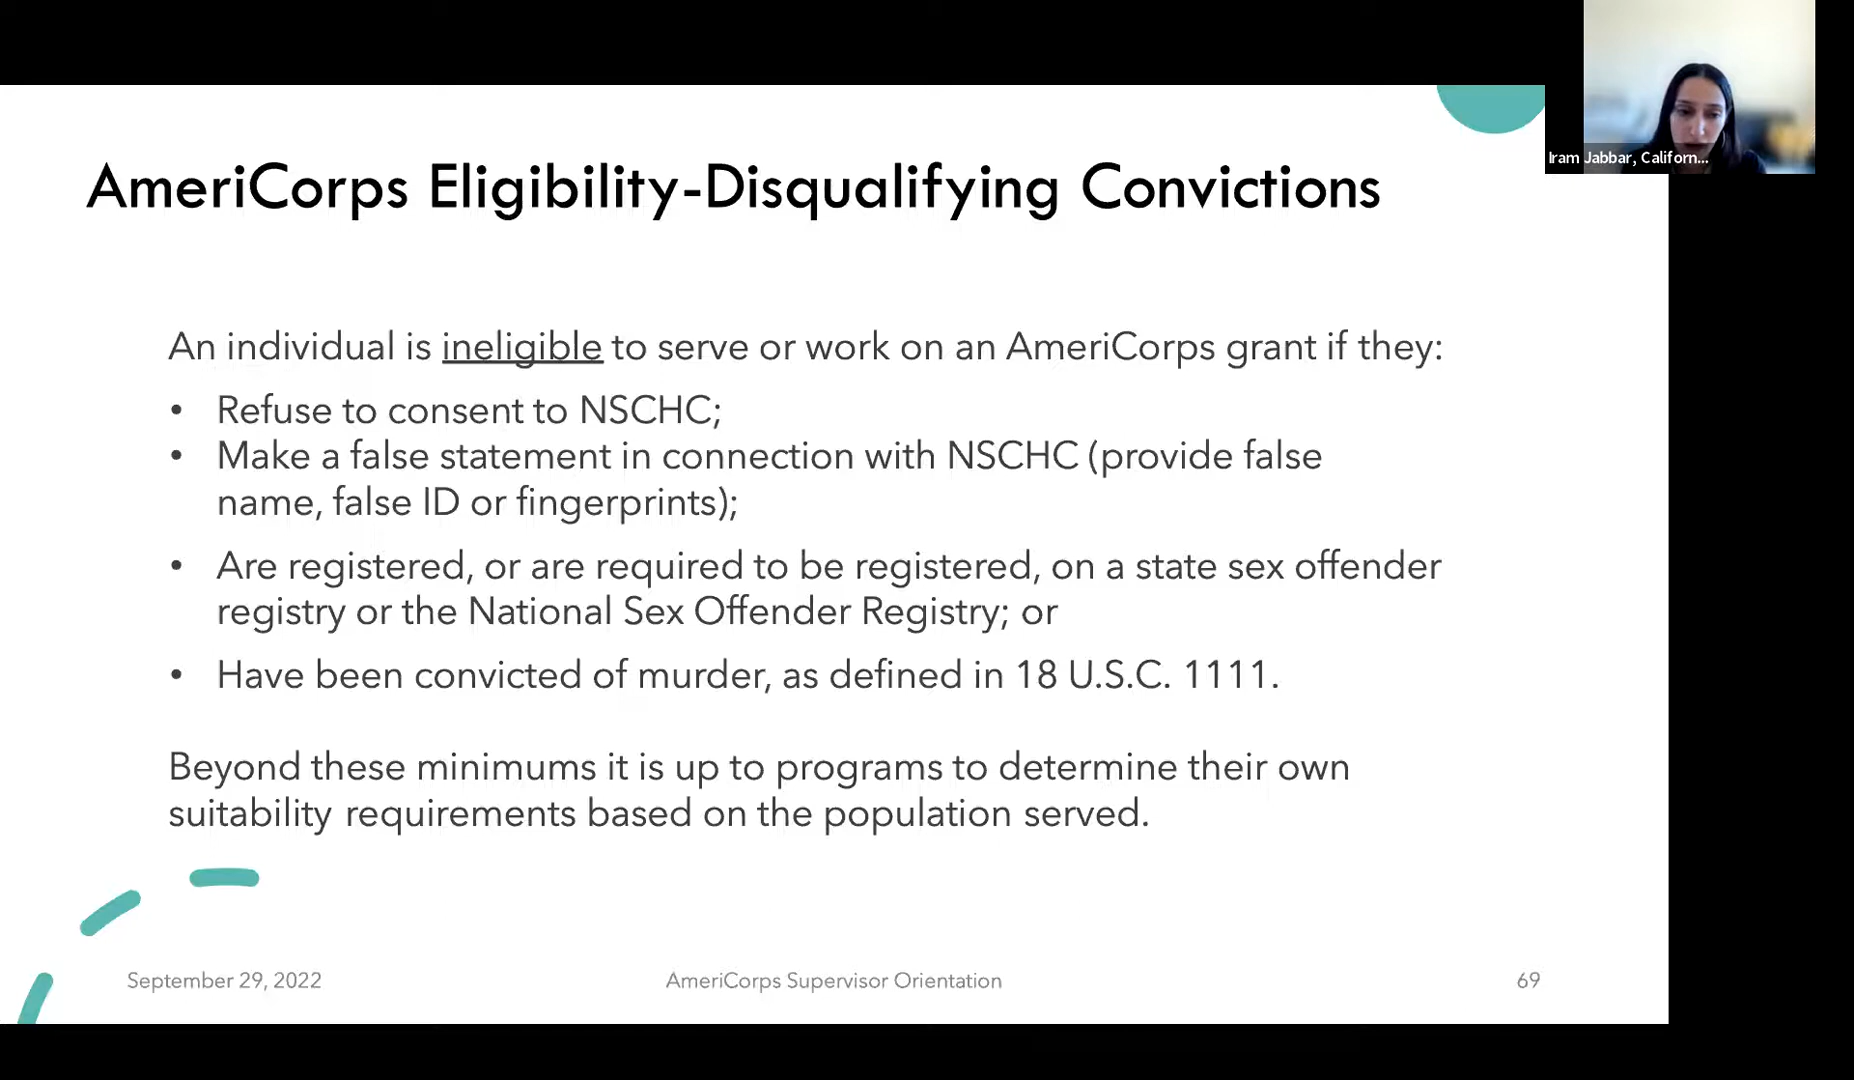 AmeriCorps Eligibility-Disqualifying Convictions
Iram Jabbar, Californ...
An individual is ineligible to serve or work on an AmeriCorps grant if they:
• Refuse to consent to NSCHC;
• Make a false statement in connection with NSCHC (provide false
name, false ID or fingerprints);
• Are registered, or are required to be registered, on a state sex offender
registry or the National Sex Offender Registry; or
• Have been convicted of murder, as defined in 18 U.S.C. 1111.
Beyond these minimums it is up to programs to determine their own
suitability requirements based on the population served.
September 29, 2022
AmeriCorps Supervisor Orientation
69